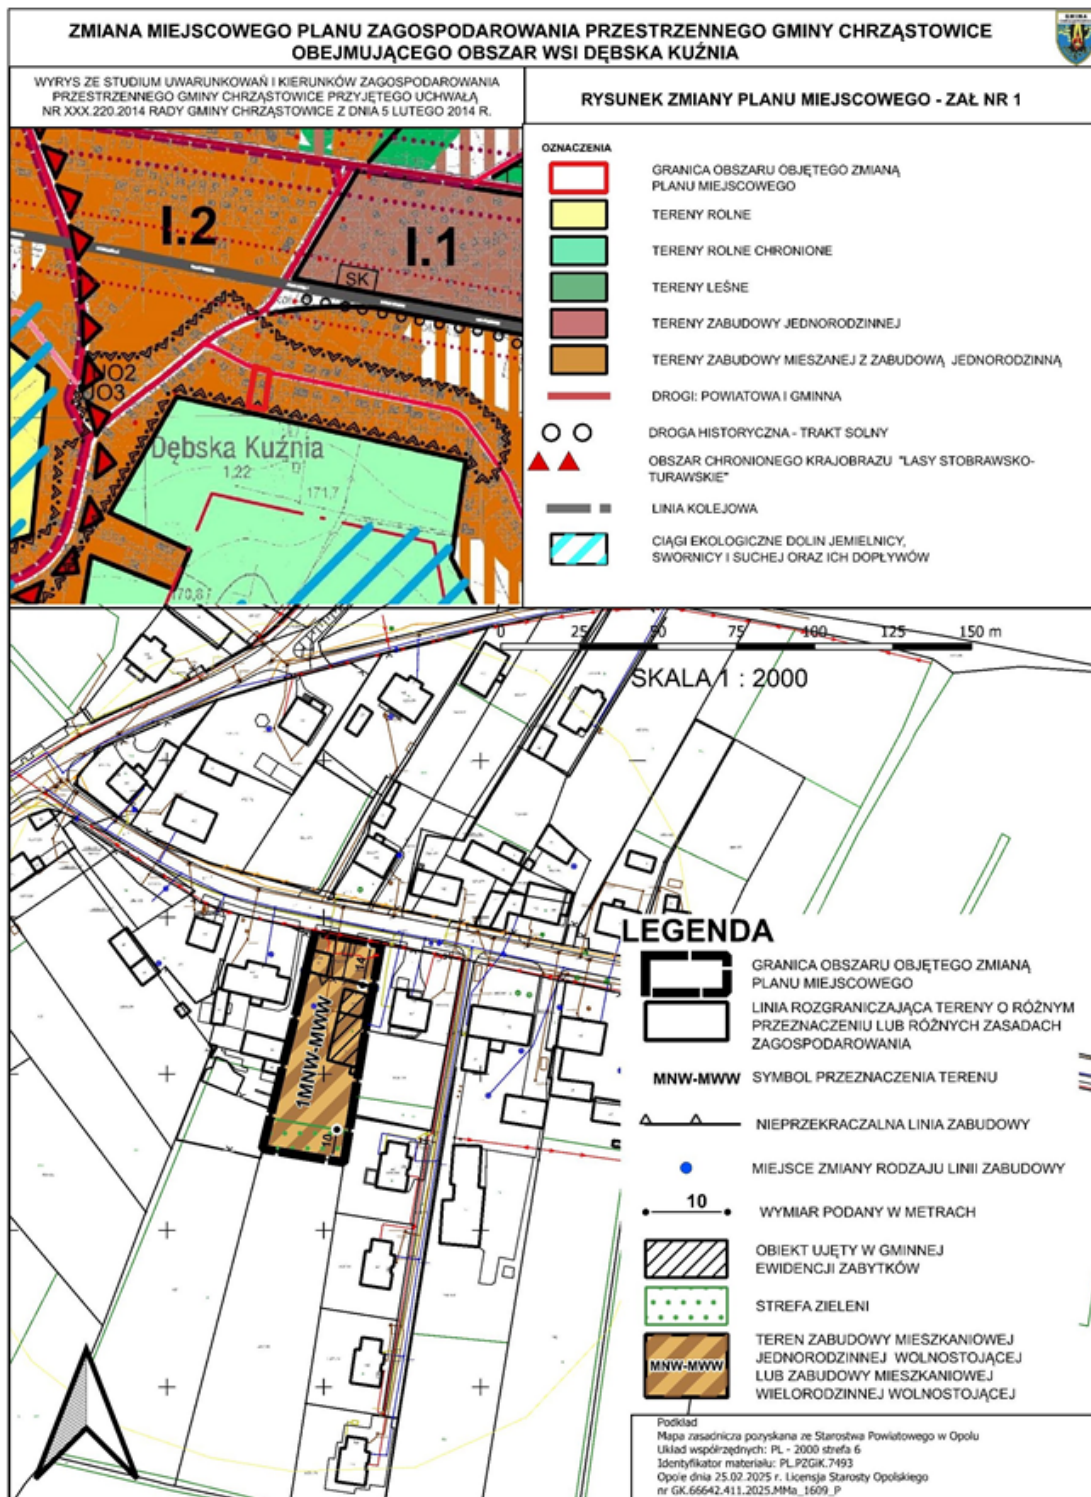 ZMIANA MIEJSCOWEGO PLANU ZAGOSPODAROWANIA PRZESTRZENNEGO GMINY CHRZĄSTOWICE
OBEJMUJĄCEGO OBSZAR WSI DĘBSKA KUŹNIA
GMINA
WYRYS ZE STUDIUM UWARUNKOWAŃ I KIERUNKÓW ZAGOSPODAROWANIA
PRZESTRZENNEGO GMINY CHRZĄSTOWICE PRZYJĘTEGO UCHWAŁĄ
NR XXX.220.2014 RADY GMINY CHRZĄSTOWICE Z DNIA 5 LUTEGO 2014 R.
RYSUNEK ZMIANY PLANU MIEJSCOWEGO - ZAŁ NR 1
I.2
I.1
SK
UO3
Dębska Kuźnia
1,22
171,7
170,8
OZNACZENIA
GRANICA OBSZARU OBJĘTEGO ZMIANĄ
PLANU MIEJSCOWEGO
TERENY ROLNE
TERENY ROLNE CHRONIONE
TERENY LEŚNE
TERENY ZABUDOWY JEDNORODZINNEJ
TERENY ZABUDOWY MIESZANEJ Z ZABUDOWĄ JEDNORODZINNĄ
DROGI: POWIATOWA I GMINNA
DROGA HISTORYCZNA - TRAKT SOLNY
OBSZAR CHRONIONEGO KRAJOBRAZU "LASY STOBRAWSKO-
TURAWSKIE"
LINIA KOLEJOWA
CIĄGI EKOLOGICZNE DOLIN JEMIELNICY,
SWORNICY I SUCHEJ ORAZ ICH DOPŁYWÓW
0 25 50 75 100 125 150 m
SKALA 1 : 2000
14
1MNW-MWW
10
LEGENDA
GRANICA OBSZARU OBJĘTEGO ZMIANĄ
PLANU MIEJSCOWEGO
LINIA ROZGRANICZAJĄCA TERENY O RÓŻNYM
PRZEZNACZENIU LUB RÓŻNYCH ZASADACH
ZAGOSPODAROWANIA
MNW-MWW SYMBOL PRZEZNACZENIA TERENU
NIEPRZEKRACZALNA LINIA ZABUDOWY
MIEJSCE ZMIANY RODZAJU LINII ZABUDOWY
10 WYMIAR PODANY W METRACH
OBIEKT UJĘTY W GMINNEJ
EWIDENCJI ZABYTKÓW
STREFA ZIELENI
MNW-MWW
TEREN ZABUDOWY MIESZKANIOWEJ
JEDNORODZINNEJ WOLNOSTOJĄCEJ
LUB ZABUDOWY MIESZKANIOWEJ
WIELORODZINNEJ WOLNOSTOJĄCEJ
Podkład
Mapa zasadnicza pozyskana ze Starostwa Powiatowego w Opolu
Układ współrzędnych: PL - 2000 strefa 6
Identyfikator materiału: PL.PZGiK.7493
Opole dnia 25.02.2025 r. Licencja Starosty Opolskiego
nr GK.66642.411.2025.MMa_1609_P